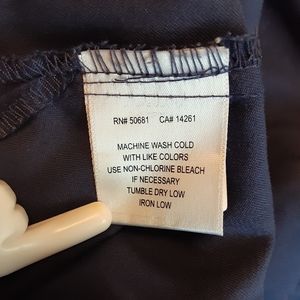 RN# 50681 CA# 14261
MACHINE WASH COLD
WITH LIKE COLORS
USE NON-CHLORINE BLEACH
IF NECESSARY
TUMBLE DRY LOW
IRON LOW